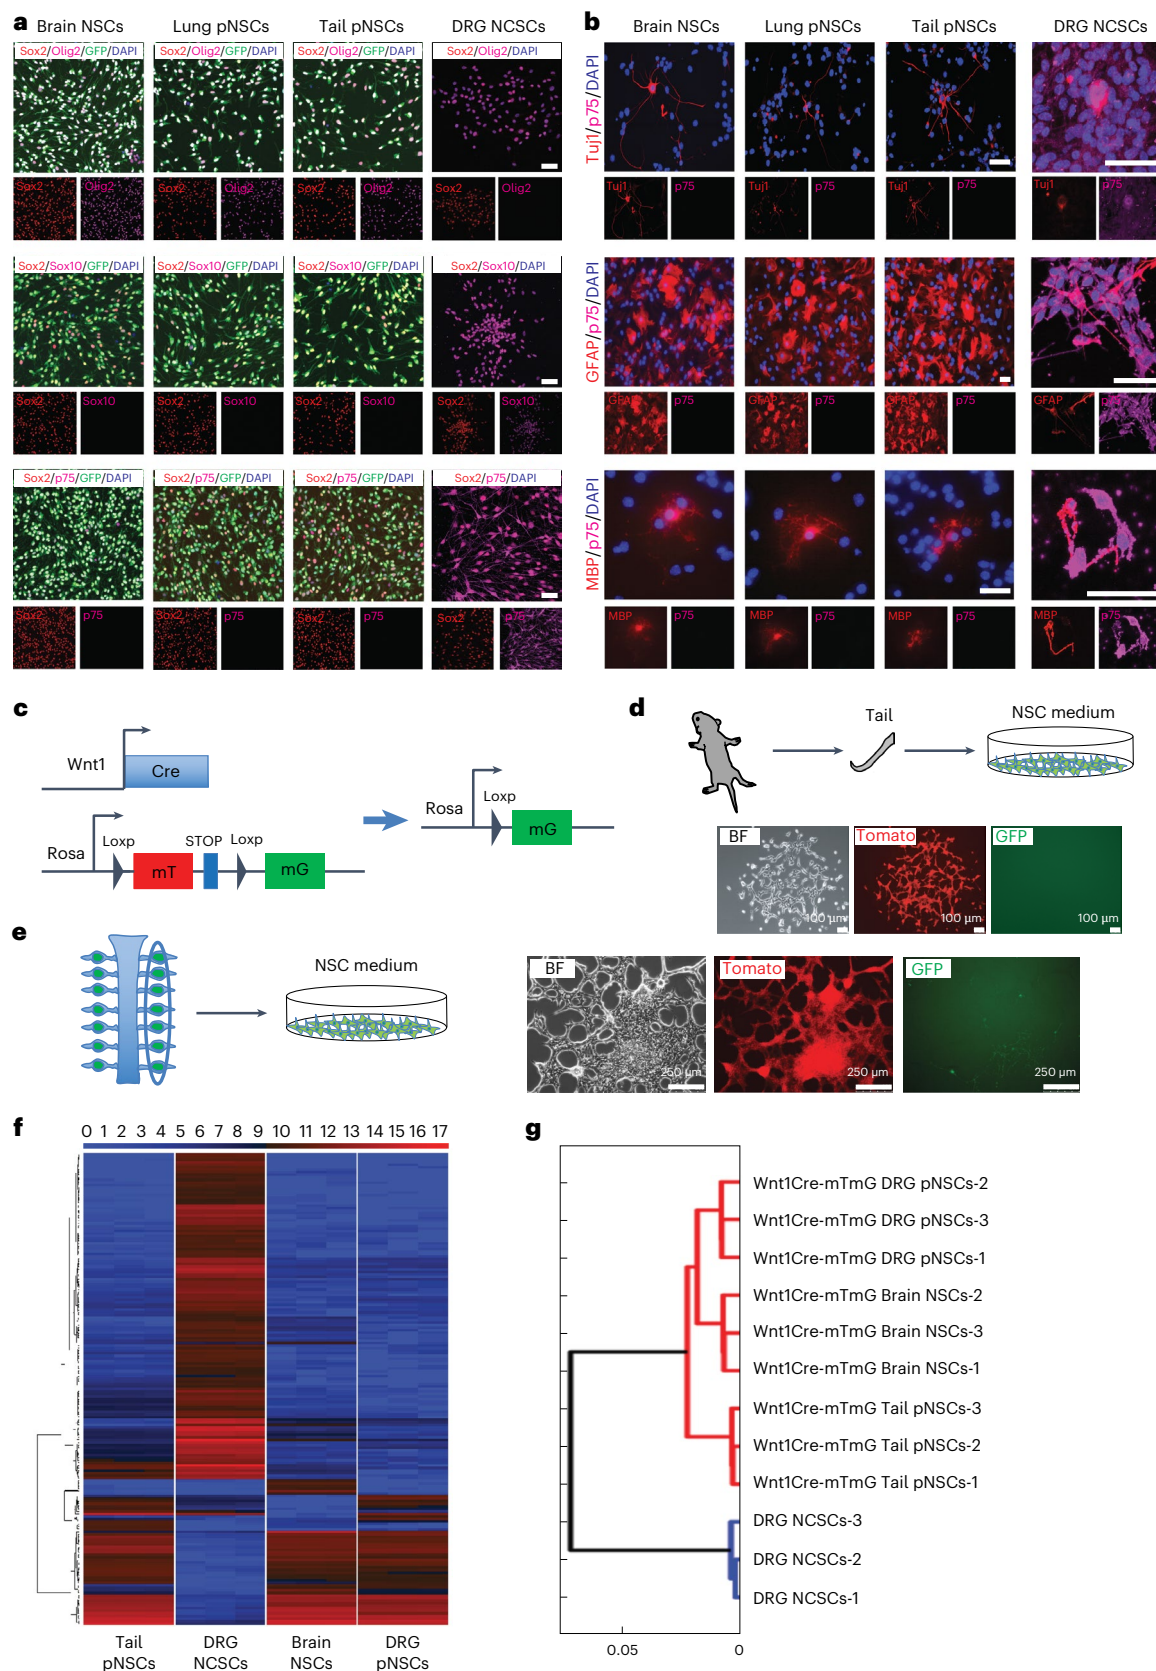 a
Brain NSCs Lung pNSCs Tail pNSCs DRG NCSCs
Sox2/Olig2/GFP/DAPI Sox2/Olig2/GFP/DAPI Sox2/Olig2/GFP/DAPI Sox2/Olig2/DAPI
Sox2 Olig2 Sox2 Olig2 Sox2 Olig2 Sox2 Olig2
Sox2/Sox10/GFP/DAPI Sox2/Sox10/GFP/DAPI Sox2/Sox10/GFP/DAPI Sox2/Sox10/DAPI
Sox2 Sox10 Sox2 Sox10 Sox2 Sox10 Sox2 Sox10
Sox2/p75/GFP/DAPI Sox2/p75/GFP/DAPI Sox2/p75/GFP/DAPI Sox2/p75/DAPI
Sox2 p75 Sox2 p75 Sox2 p75 Sox2 p75
b
Brain NSCs Lung pNSCs Tail pNSCs DRG NCSCs
Tuj1/p75/DAPI
Tuj1 p75 Tuj1 p75 Tuj1 p75 Tuj1 p75
GFAP/p75/DAPI
GFAP p75 GFAP p75 GFAP p75 GFAP p75
MBP/p75/DAPI
MBP p75 MBP p75 MBP p75 MBP p75
c
Wnt1 Cre
Rosa Loxp mT STOP Loxp mG
Rosa Loxp mG
d
Tail NSC medium
BF Tomato GFP
100 µm 100 µm 100 µm
e
NSC medium
BF Tomato GFP
250 µm 250 µm 250 µm
f
0 1 2 3 4 5 6 7 8 9 10 11 12 13 14 15 16 17
Tail DRG Brain DRG
pNSCs NCSCs NSCs pNSCs
g
Wnt1Cre-mTmG DRG pNSCs-2
Wnt1Cre-mTmG DRG pNSCs-3
Wnt1Cre-mTmG DRG pNSCs-1
Wnt1Cre-mTmG Brain NSCs-2
Wnt1Cre-mTmG Brain NSCs-3
Wnt1Cre-mTmG Brain NSCs-1
Wnt1Cre-mTmG Tail pNSCs-3
Wnt1Cre-mTmG Tail pNSCs-2
Wnt1Cre-mTmG Tail pNSCs-1
DRG NCSCs-3
DRG NCSCs-2
DRG NCSCs-1
0.05 0